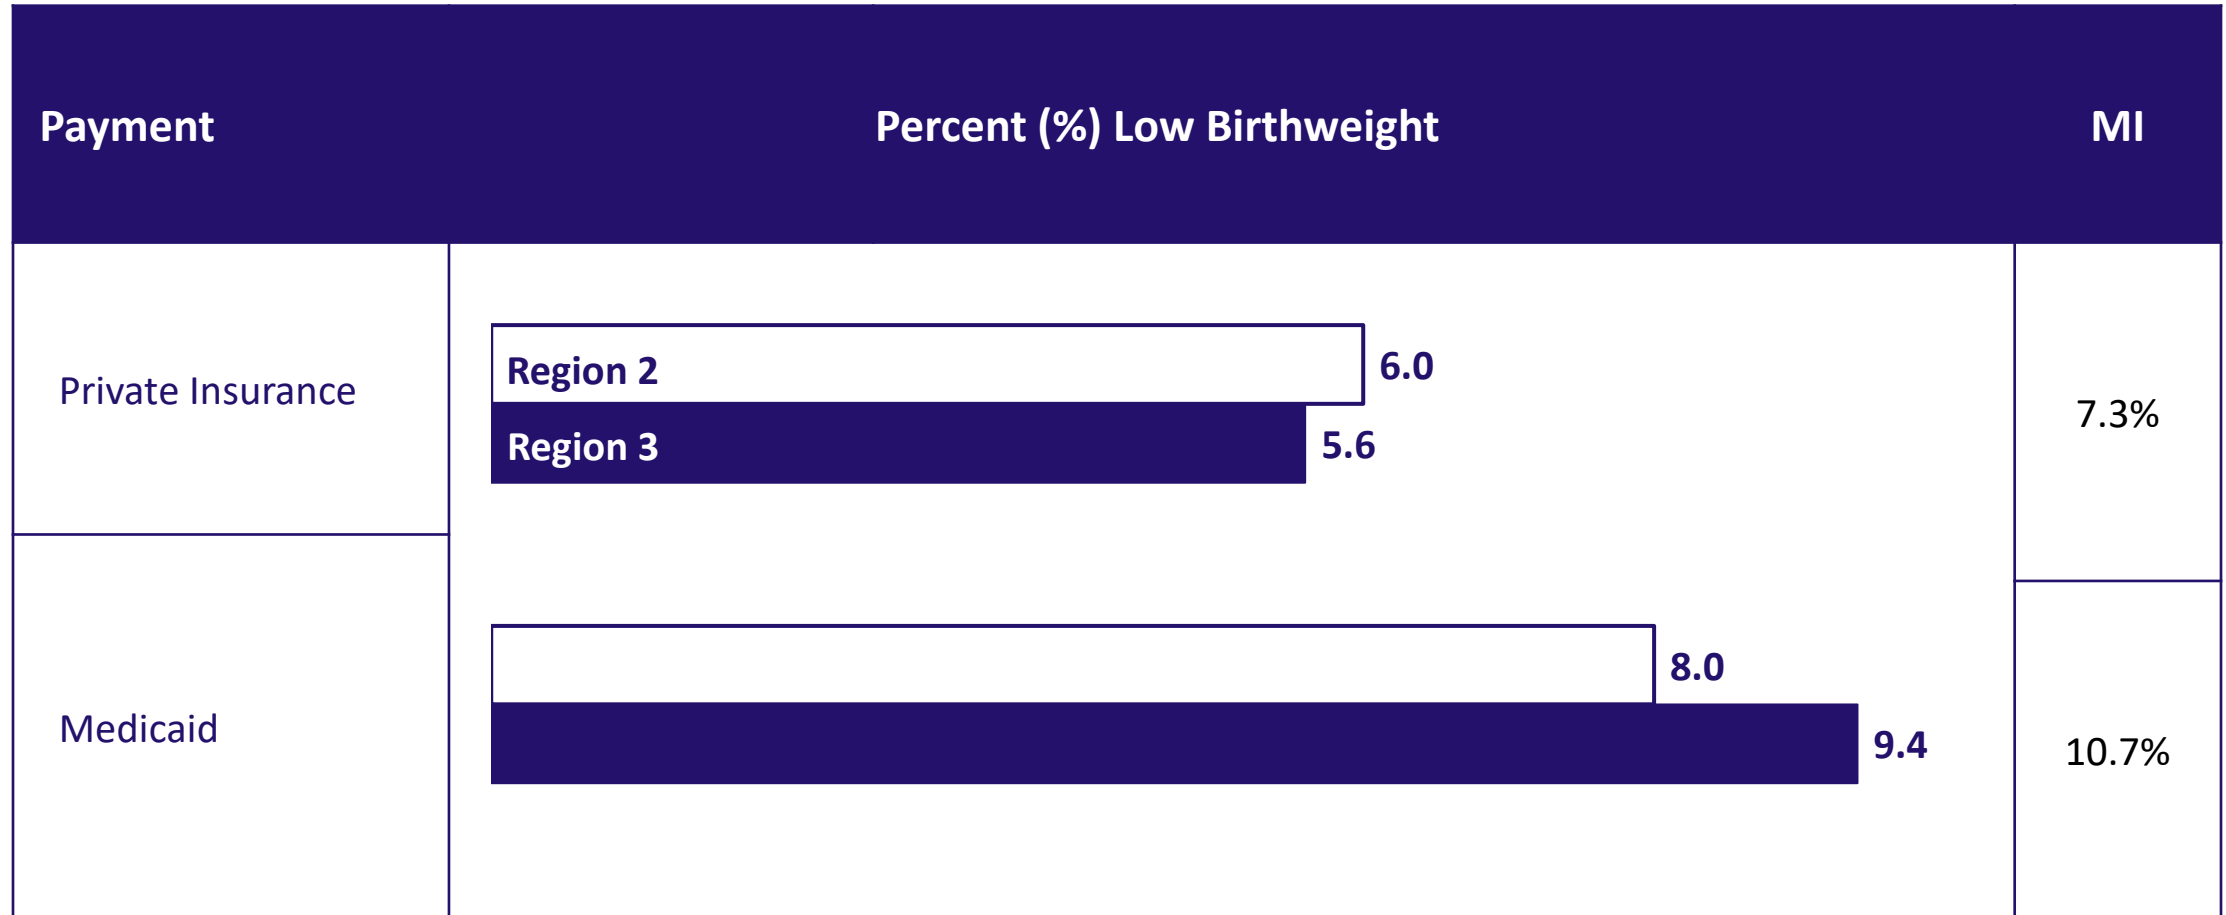 Payment
Percent (%) Low Birthweight
MI
Private Insurance
Region 2
6.0
Region 3
5.6
7.3%
Medicaid
8.0
9.4
10.7%